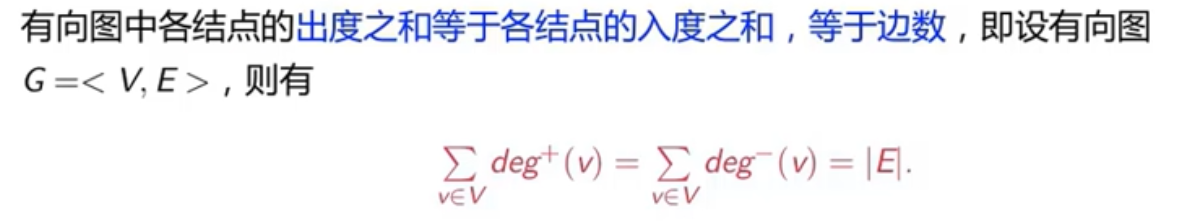 有向图中各结点的出度之和等于各结点的入度之和，等于边数，即设有向图
G =< V, E >，则有
∑ deg⁺(v) = ∑ deg⁻(v) = |E|.
v∈V v∈V